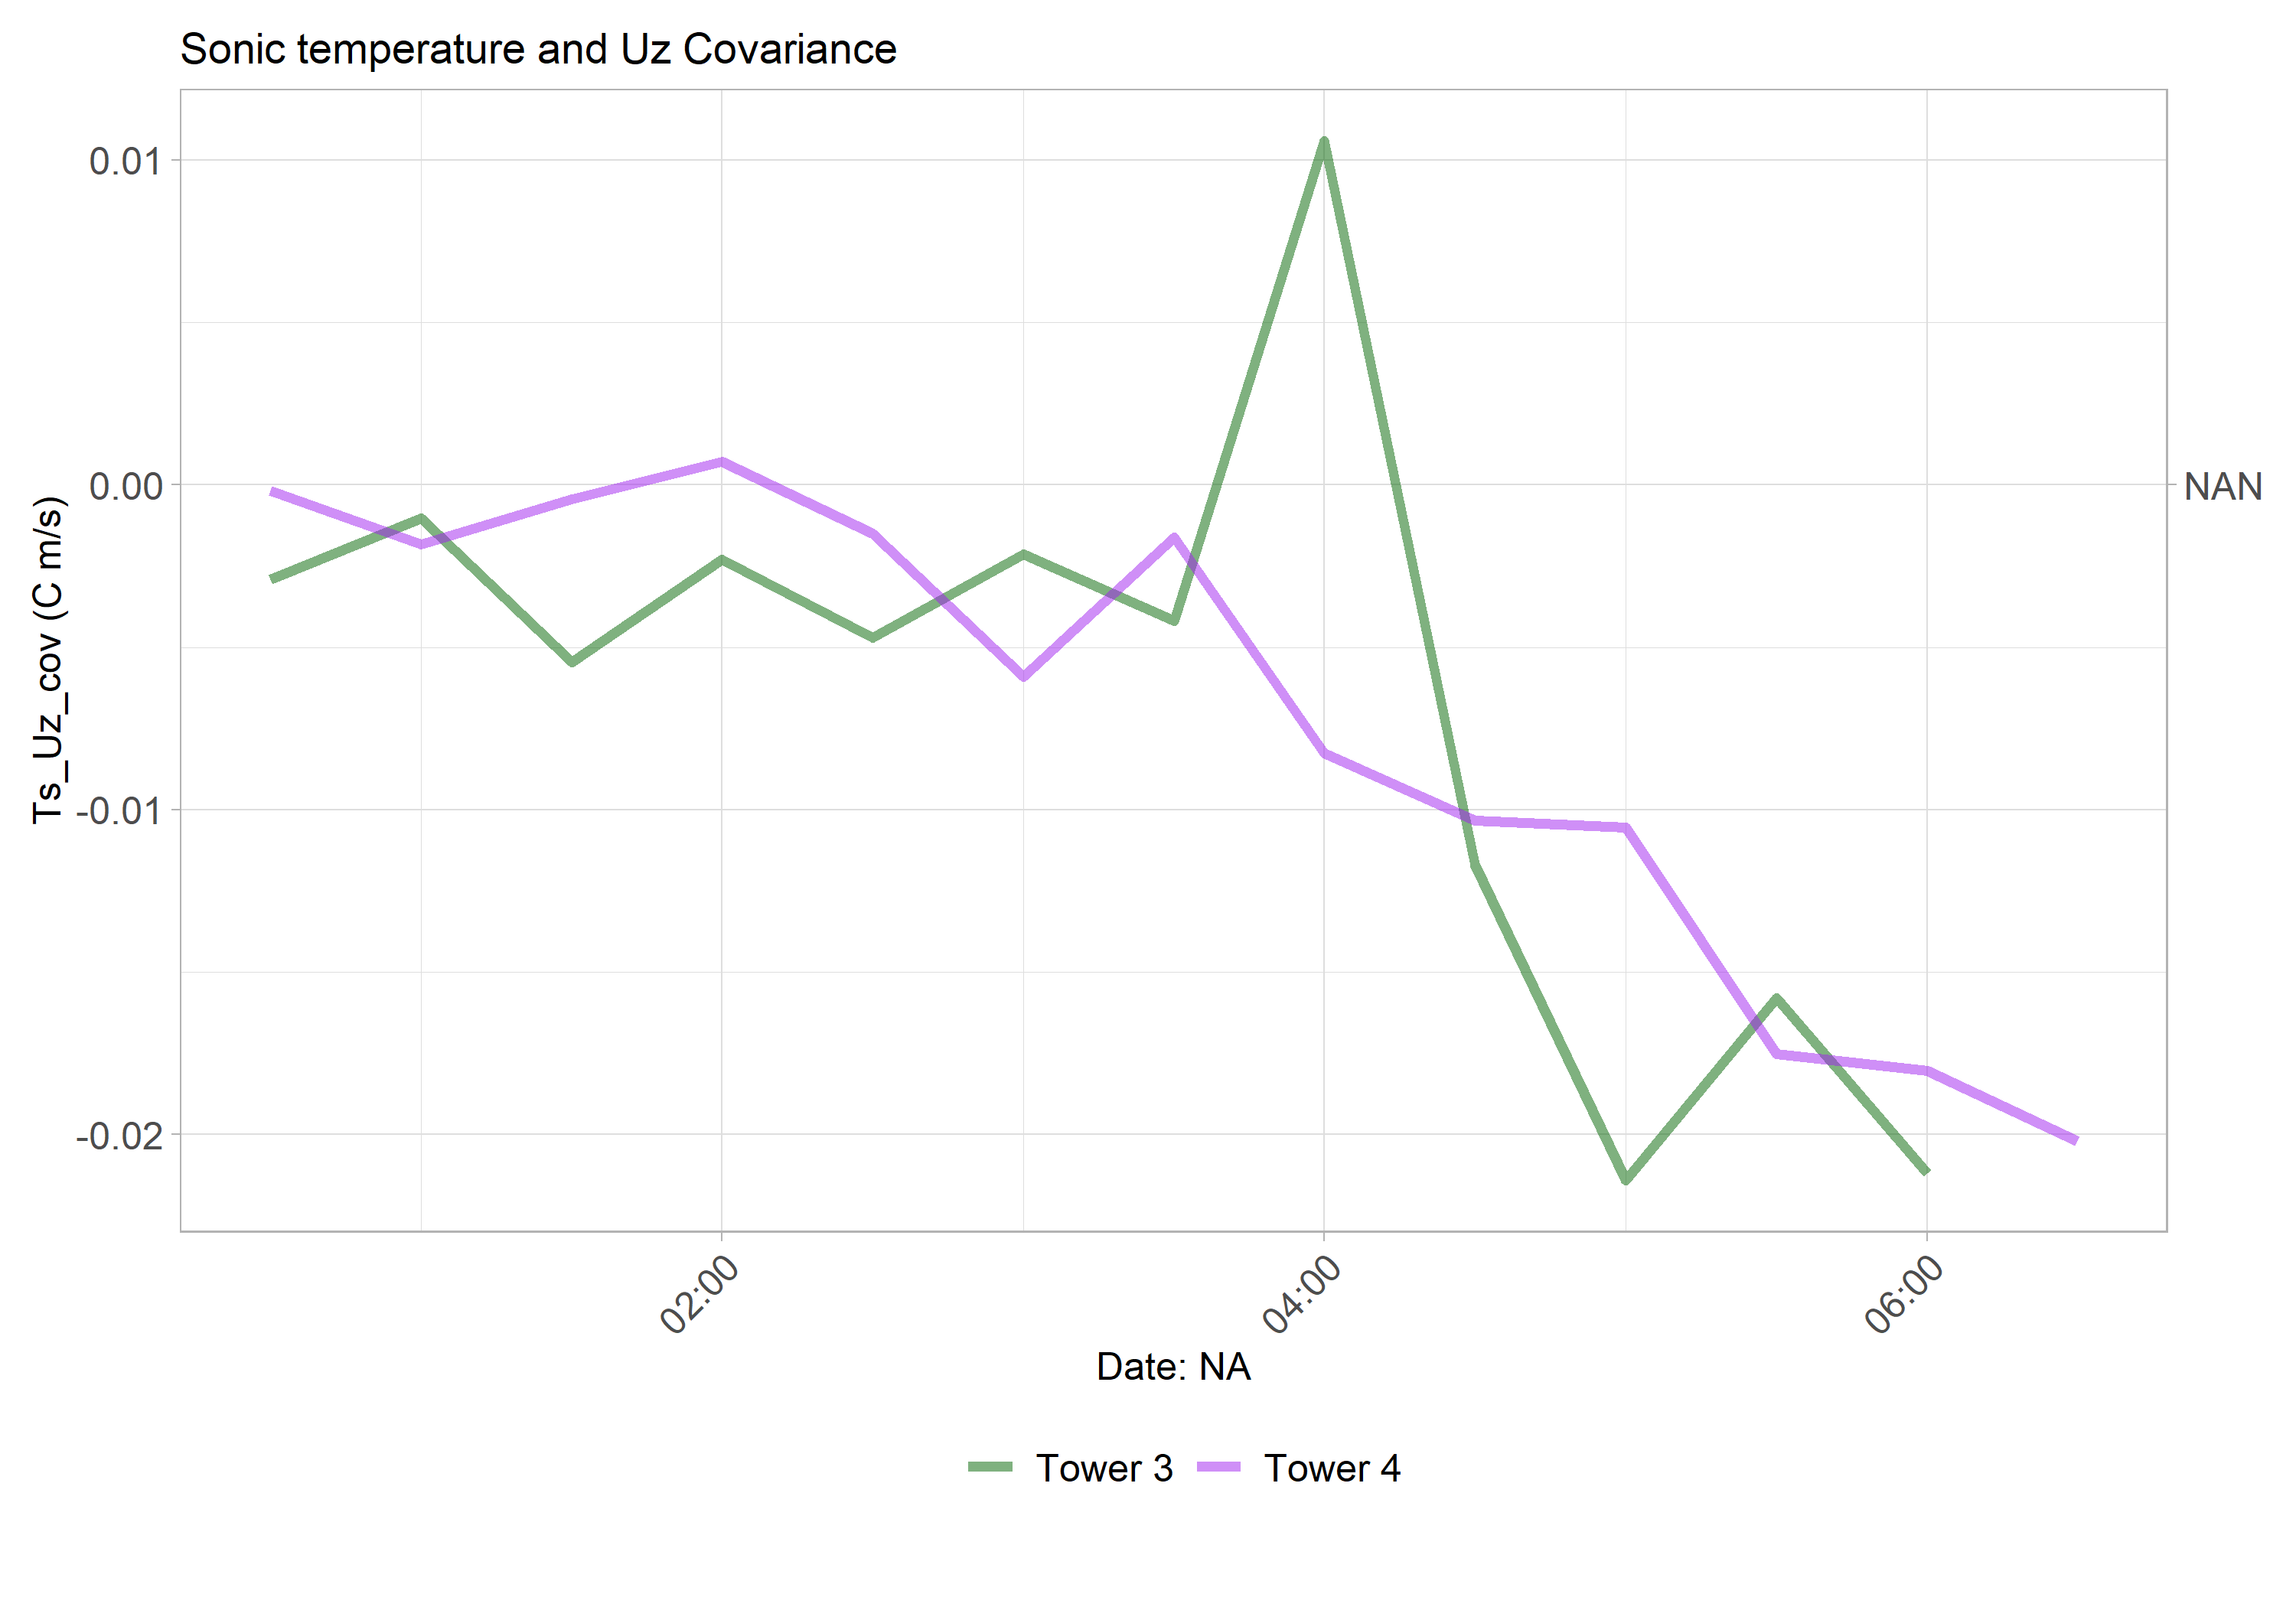 Sonic temperature and Uz Covariance
Ts_Uz_cov (C m/s)
0.01
0.00
-0.01
-0.02
NAN
02:00
04:00
06:00
Date: NA
Tower 3
Tower 4